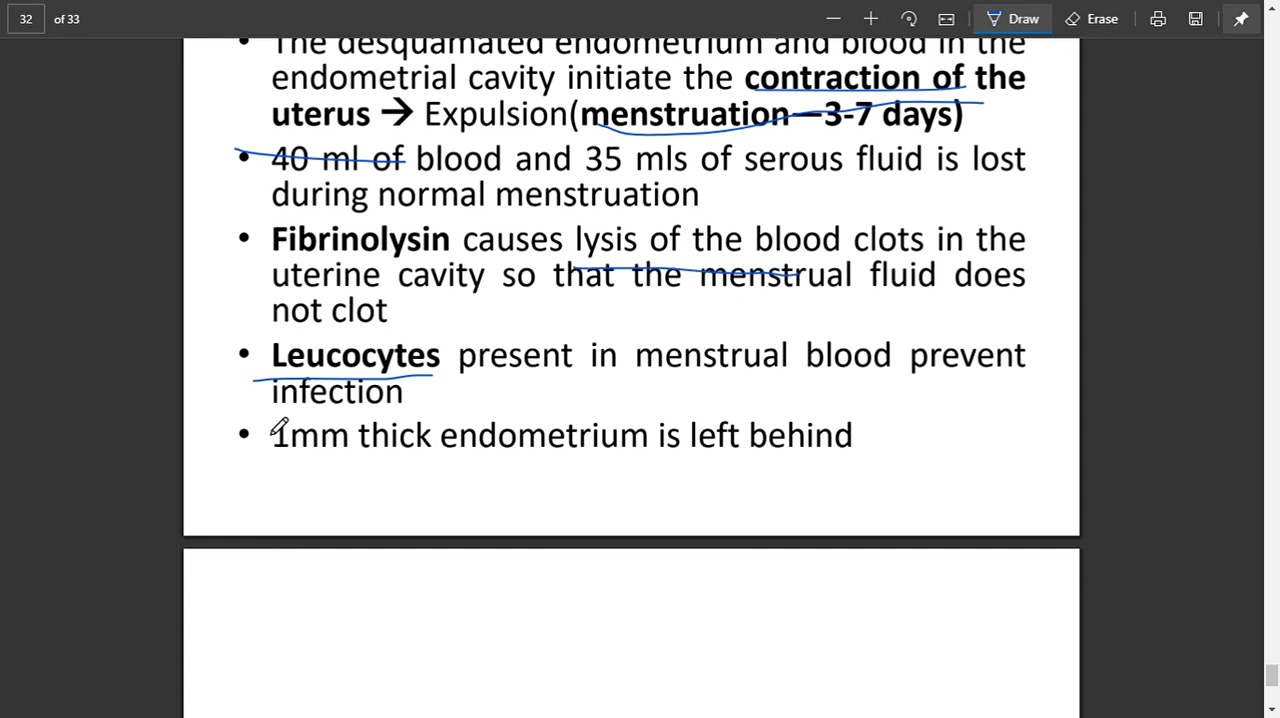 32 of 33
Draw
Erase
• The desquamated endometrium and blood in the
endometrial cavity initiate the contraction of the
uterus → Expulsion(menstruation—3-7 days)
• 40 ml of blood and 35 mls of serous fluid is lost
during normal menstruation
• Fibrinolysin causes lysis of the blood clots in the
uterine cavity so that the menstrual fluid does
not clot
• Leucocytes present in menstrual blood prevent
infection
• 1mm thick endometrium is left behind